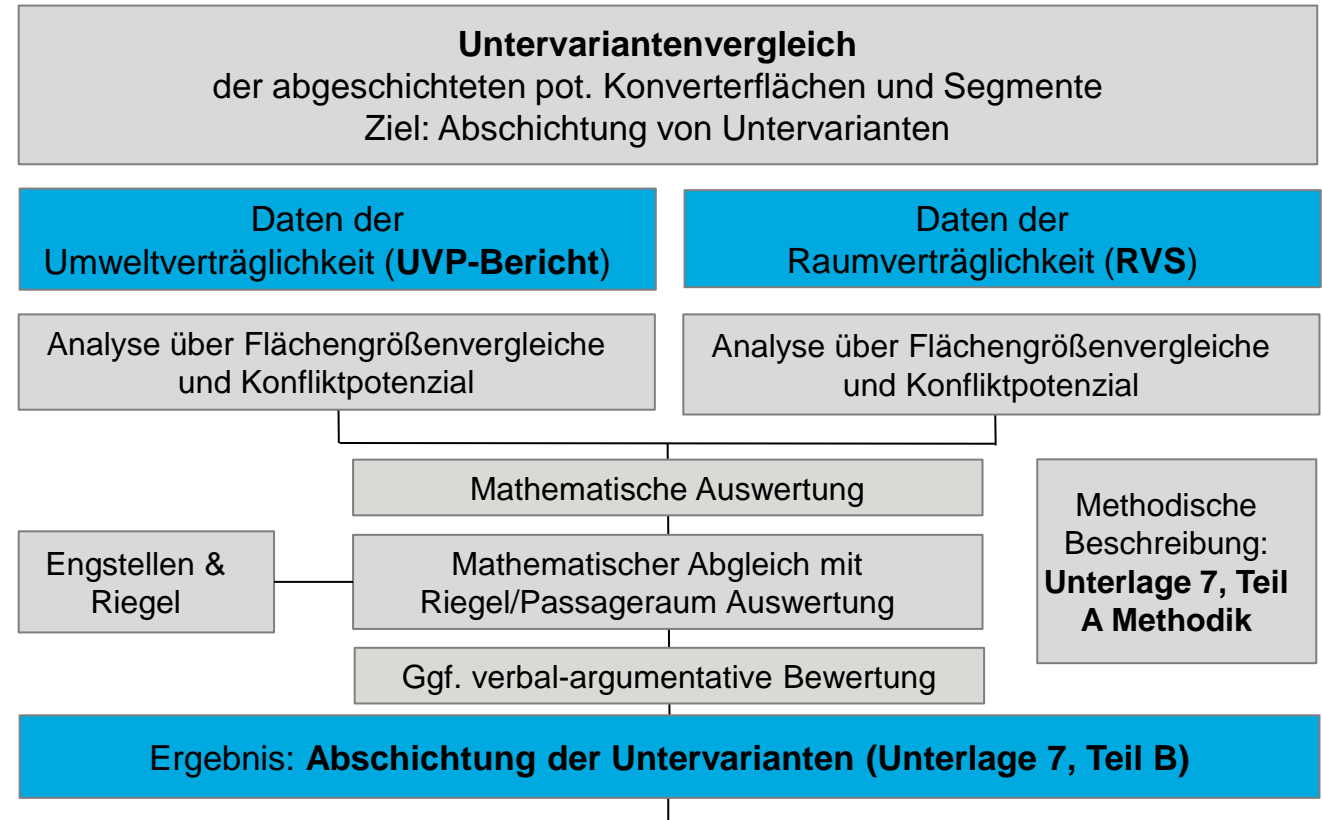 Untervariantenvergleich
der abgeschichteten pot. Konverterflächen und Segmente
Ziel: Abschichtung von Untervarianten
Daten der
Umweltverträglichkeit (UVP-Bericht)
Daten der
Raumverträglichkeit (RVS)
Analyse über Flächengrößenvergleiche
und Konfliktpotenzial
Analyse über Flächengrößenvergleiche
und Konfliktpotenzial
Mathematische Auswertung
Engstellen &
Riegel
Mathematischer Abgleich mit
Riegel/Passageraum Auswertung
Methodische
Beschreibung:
Unterlage 7, Teil
A Methodik
Ggf. verbal-argumentative Bewertung
Ergebnis: Abschichtung der Untervarianten (Unterlage 7, Teil B)